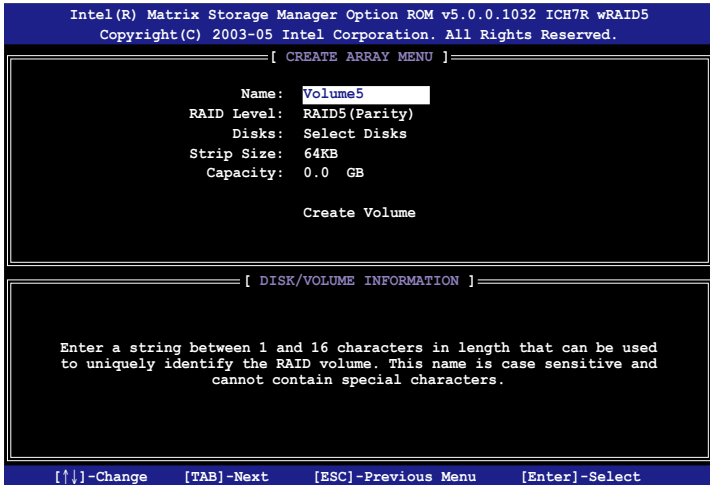 Intel(R) Matrix Storage Manager Option ROM v5.0.0.1032 ICH7R wRAID5
Copyright(C) 2003-05 Intel Corporation. All Rights Reserved.
[ CREATE ARRAY MENU ]
Name: Volume5
RAID Level: RAID5(Parity)
Disks: Select Disks
Strip Size: 64KB
Capacity: 0.0 GB
Create Volume
[ DISK/VOLUME INFORMATION ]
Enter a string between 1 and 16 characters in length that can be used
to uniquely identify the RAID volume. This name is case sensitive and
cannot contain special characters.
[↑↓]-Change [TAB]-Next [ESC]-Previous Menu [Enter]-Select